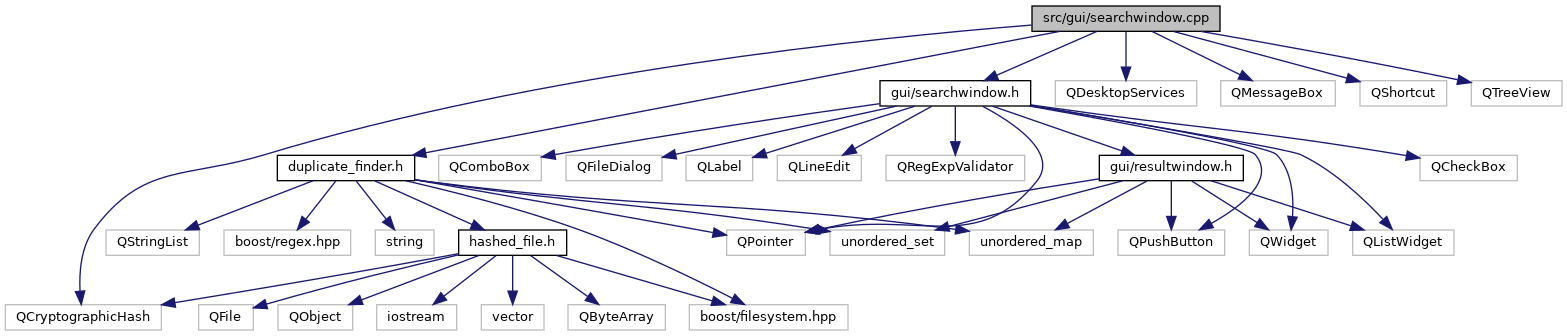 src/gui/searchwindow.cpp
gui/searchwindow.h
QDesktopServices
QMessageBox
QShortcut
QTreeView
duplicate_finder.h
QComboBox
QFileDialog
QLabel
QLineEdit
QRegExpValidator
gui/resultwindow.h
QCheckBox
QStringList
boost/regex.hpp
string
hashed_file.h
QPointer
unordered_set
unordered_map
QPushButton
QWidget
QListWidget
QCryptographicHash
QFile
QObject
iostream
vector
QByteArray
boost/filesystem.hpp